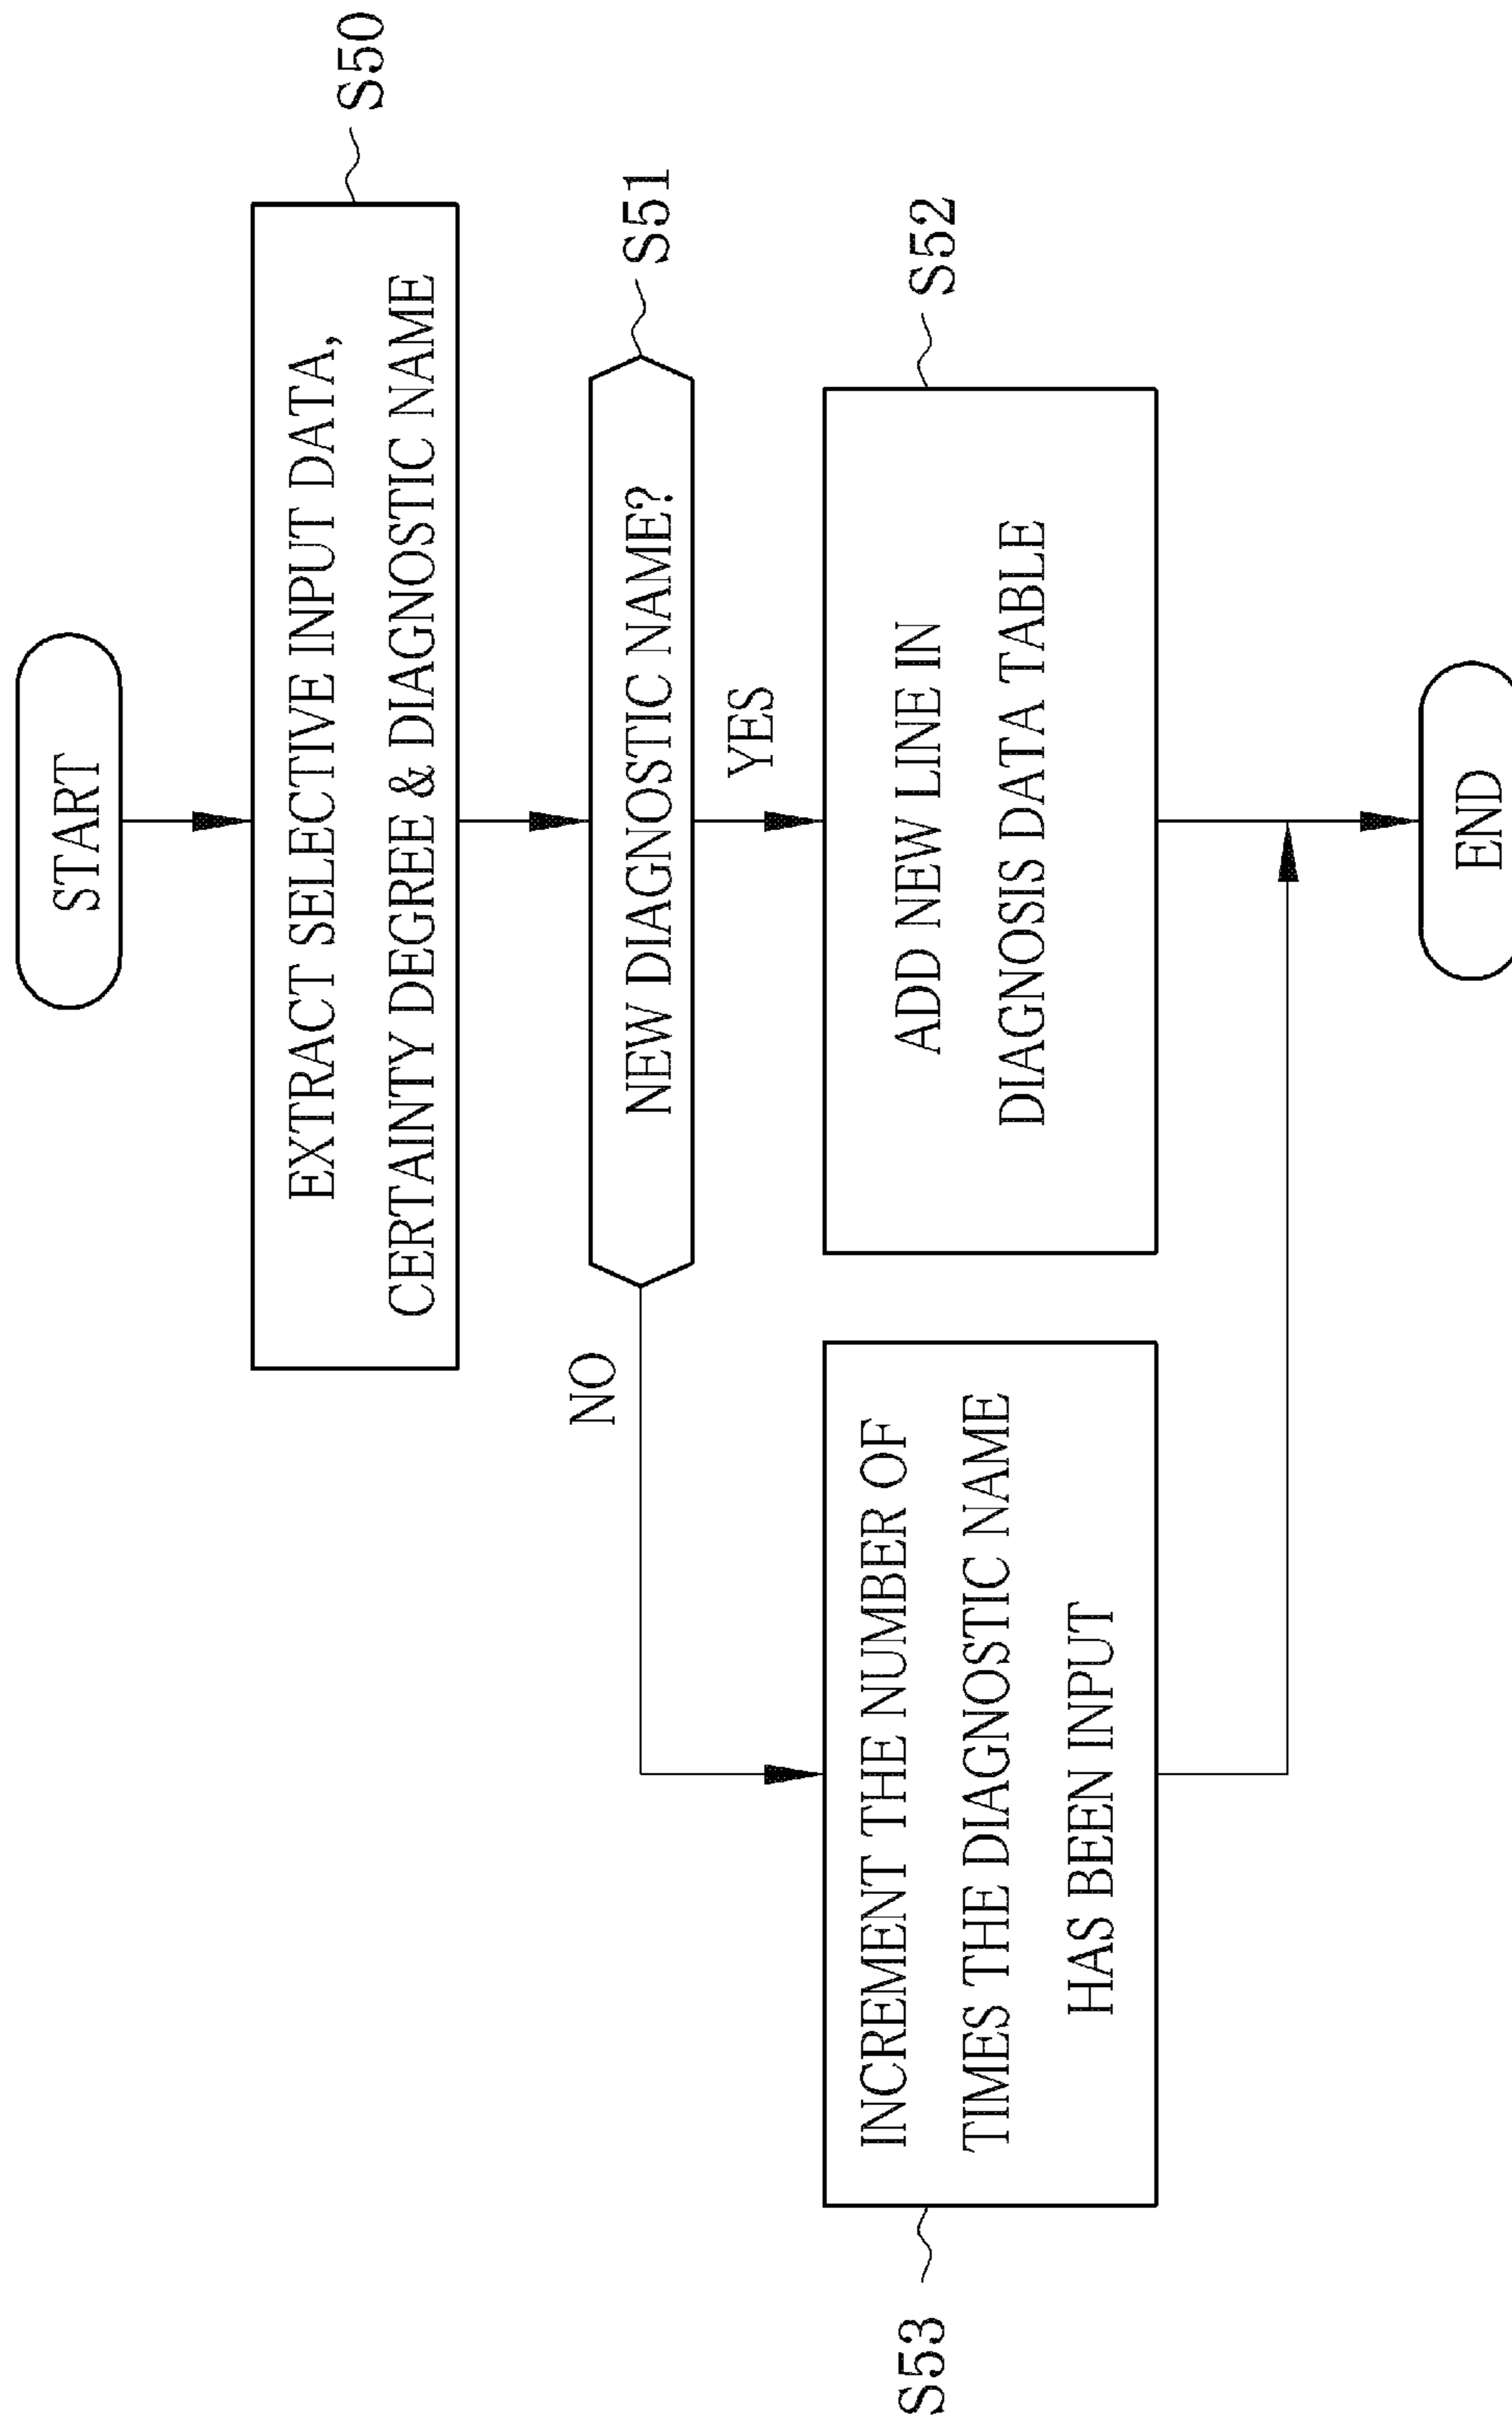 START
EXTRACT SELECTIVE INPUT DATA,
CERTAINTY DEGREE & DIAGNOSTIC NAME
S50
NEW DIAGNOSTIC NAME?
S51
NO
YES
INCREMENT THE NUMBER OF
TIMES THE DIAGNOSTIC NAME
HAS BEEN INPUT
S53
ADD NEW LINE IN
DIAGNOSIS DATA TABLE
S52
END